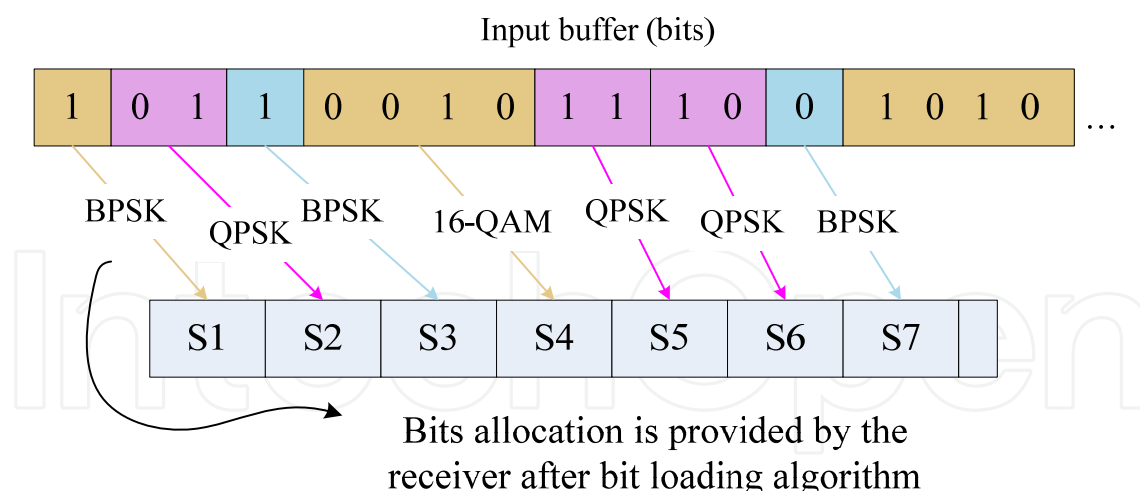 Input buffer (bits)
1 0 1 1 0 0 1 0 1 1 1 0 0 1 0 1 0 ...
BPSK QPSK BPSK 16-QAM QPSK QPSK BPSK
S1 S2 S3 S4 S5 S6 S7
IntechOpen
Bits allocation is provided by the
receiver after bit loading algorithm